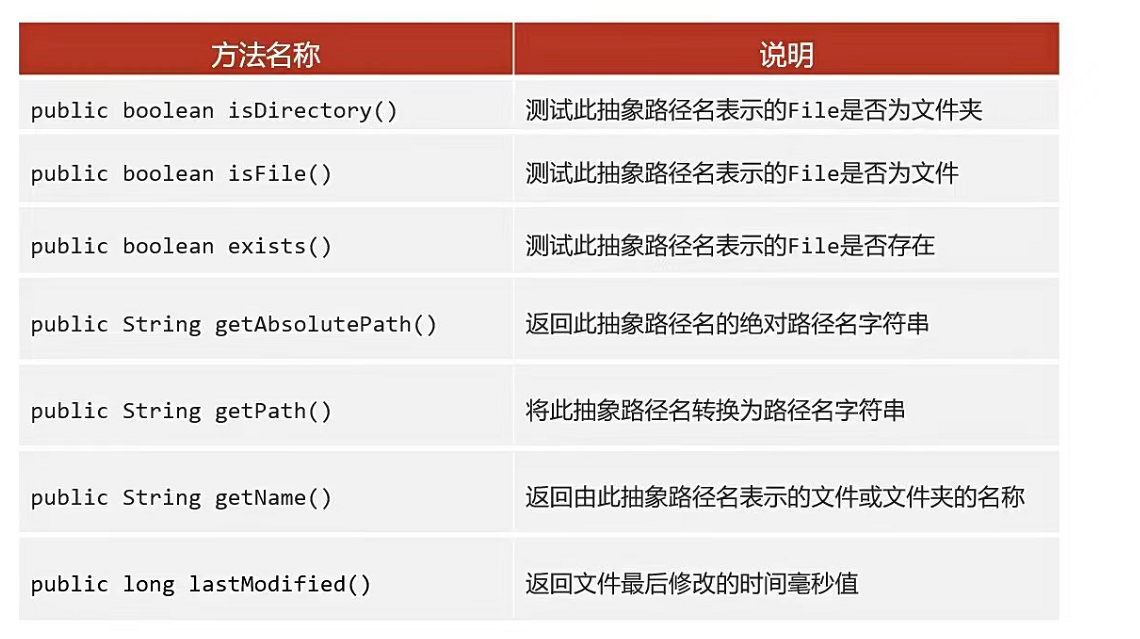 方法名称 说明
public boolean isDirectory() 测试此抽象路径名表示的File是否为文件夹
public boolean isFile() 测试此抽象路径名表示的File是否为文件
public boolean exists() 测试此抽象路径名表示的File是否存在
public String getAbsolutePath() 返回此抽象路径名的绝对路径名字符串
public String getPath() 将此抽象路径名转换为路径名字符串
public String getName() 返回由此抽象路径名表示的文件或文件夹的名称
public long lastModified() 返回文件最后修改的时间毫秒值